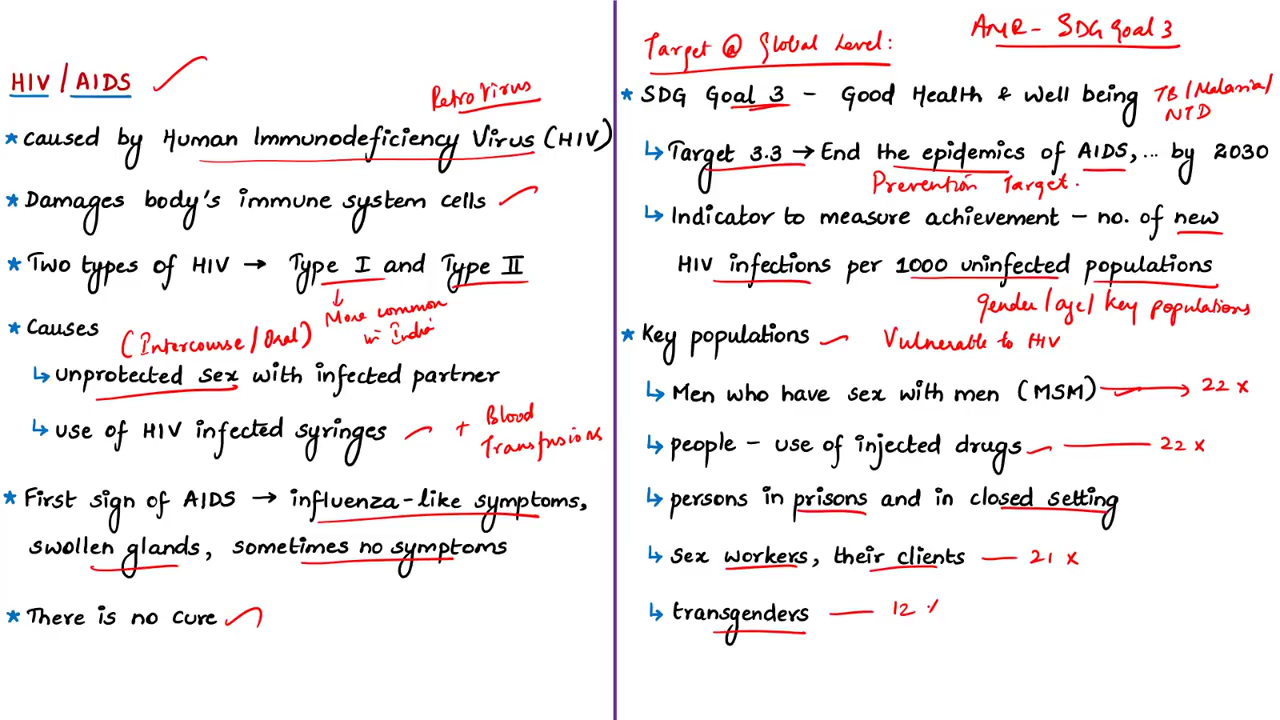 HIV / AIDS
Retro Virus
* caused by Human Immunodeficiency Virus (HIV)
* Damages body's immune system cells
* Two types of HIV → Type I and Type II
More common
in India
* Causes
(Intercourse / Oral)
↳ unprotected sex with infected partner
↳ use of HIV infected syringes
+ Blood
Transfusions
* First sign of AIDS → influenza-like symptoms,
swollen glands, sometimes no symptoms
* There is no cure
AMR - SDG Goal 3
Target @ Global Level:
* SDG Goal 3 - Good Health & Well being
TB / Malaria /
NTD
↳ Target 3.3 → End the epidemics of AIDS, ... by 2030
Prevention Target.
↳ Indicator to measure achievement - no. of new
HIV infections per 1000 uninfected populations
gender / age / key populations
* Key populations
Vulnerable to HIV
↳ Men who have sex with men (MSM) → 22 x
↳ people - use of injected drugs — 22 x
↳ persons in prisons and in closed setting
↳ sex workers, their clients — 21 x
↳ transgenders — 12